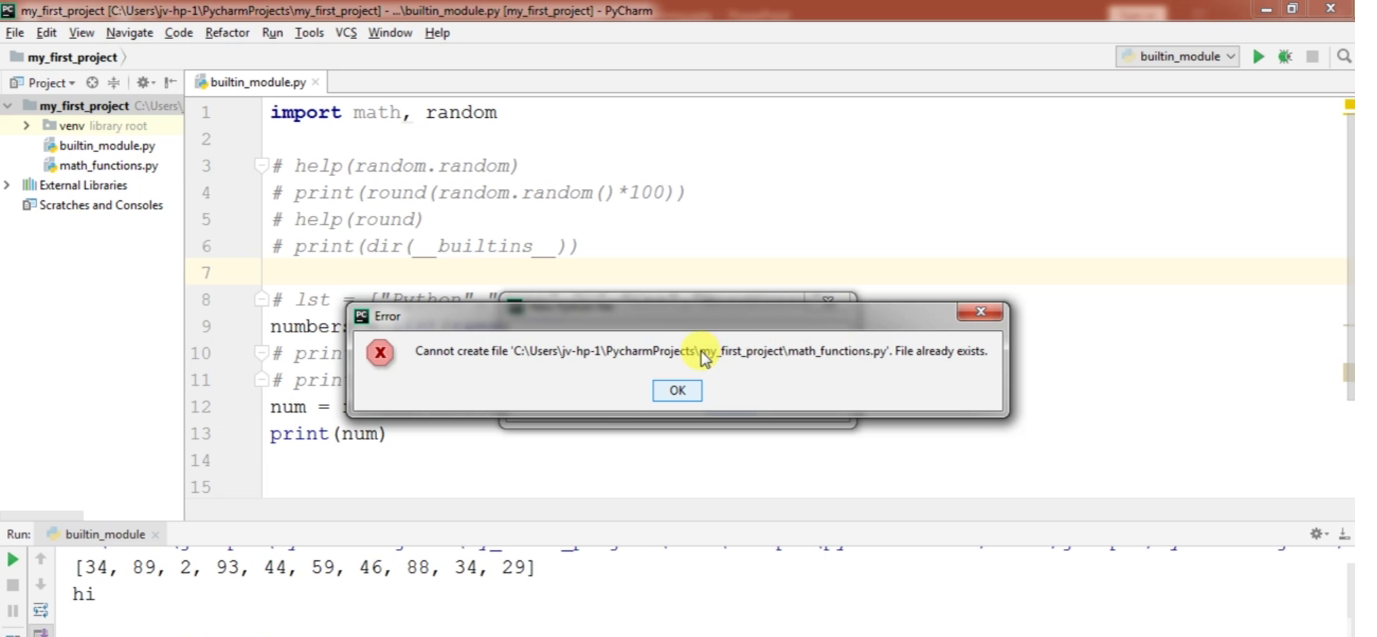 my_first_project [C:\Users\jv-hp-1\PycharmProjects\my_first_project] - ...\builtin_module.py [my_first_project] - PyCharm
File Edit View Navigate Code Refactor Run Tools VCS Window Help
my_first_project
builtin_module
Project
builtin_module.py
my_first_project C:\Users\
venv library root
builtin_module.py
math_functions.py
External Libraries
Scratches and Consoles
1 import math, random
2
3 # help(random.random)
4 # print(round(random.random()*100))
5 # help(round)
6 # print(dir(__builtins__))
7
8 # lst = ["Python", "
9 number
10 # prin
11 # prin
12 num =
13 print(num)
14
15
Error
Cannot create file 'C:\Users\jv-hp-1\PycharmProjects\my_first_project\math_functions.py'. File already exists.
OK
Run: builtin_module
[34, 89, 2, 93, 44, 59, 46, 88, 34, 29]
hi